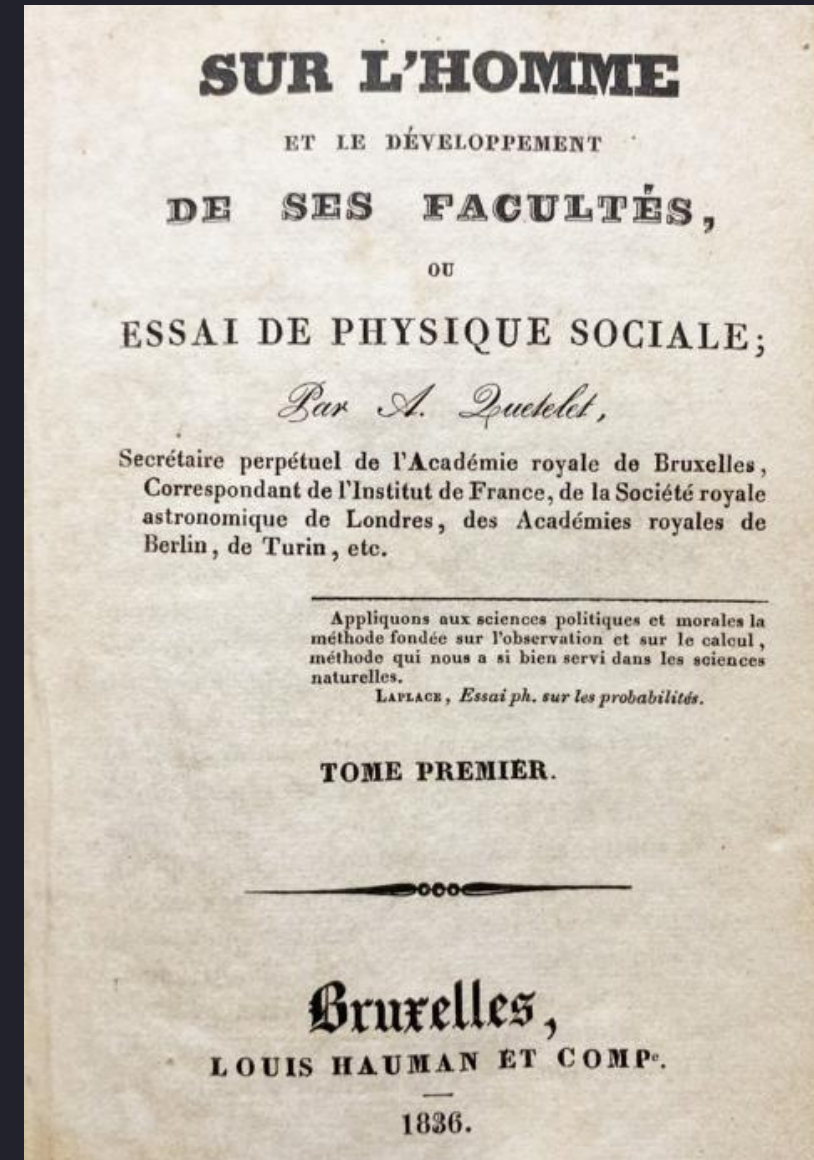 SUR L'HOMME
ET LE DÉVELOPPEMENT
DE SES FACULTÉS,
OU
ESSAI DE PHYSIQUE SOCIALE;
Par A. Quetelet,
Secrétaire perpétuel de l'Académie royale de Bruxelles,
Correspondant de l'Institut de France, de la Société royale
astronomique de Londres, des Académies royales de
Berlin, de Turin, etc.
Appliquons aux sciences politiques et morales la
méthode fondée sur l'observation et sur le calcul,
méthode qui nous a si bien servi dans les sciences
naturelles.
LAPLACE, Essai ph. sur les probabilités.
TOME PREMIER.
Bruxelles,
LOUIS HAUMAN ET COMPe.
1836.